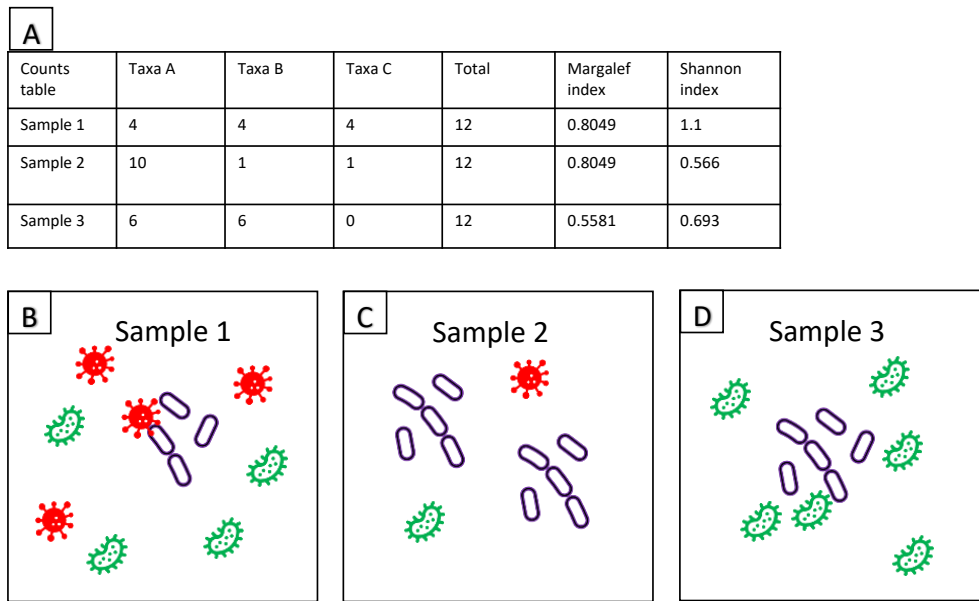 A
Counts table Taxa A Taxa B Taxa C Total Margalef index Shannon index
Sample 1 4 4 4 12 0.8049 1.1
Sample 2 10 1 1 12 0.8049 0.566
Sample 3 6 6 0 12 0.5581 0.693
B
Sample 1
C
Sample 2
D
Sample 3